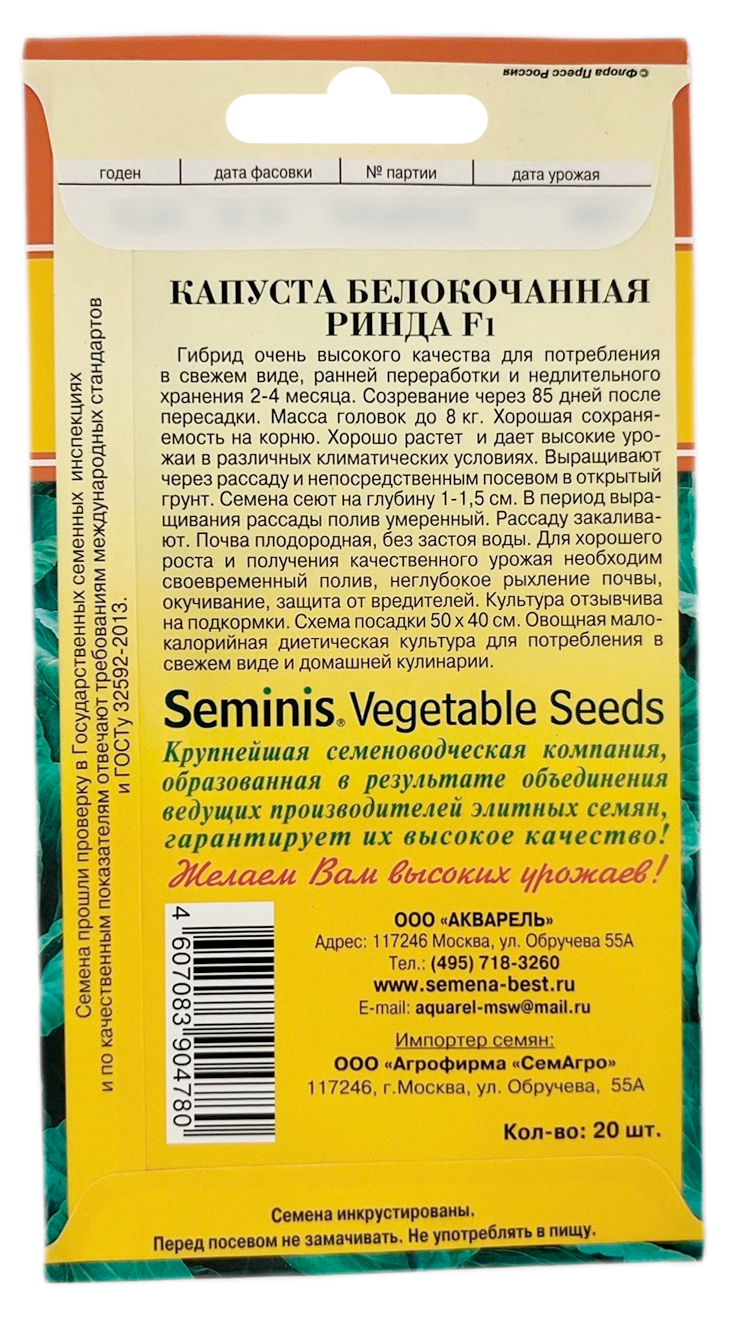 ©Флора Пресс Россия
годен дата фасовки № партии дата урожая
КАПУСТА БЕЛОКОЧАННАЯ
РИНДА F1
Гибрид очень высокого качества для потребления
в свежем виде, ранней переработки и недлительного
хранения 2-4 месяца. Созревание через 85 дней после
пересадки. Масса головок до 8 кг. Хорошая сохраня-
емость на корню. Хорошо растет и дает высокие уро-
жаи в различных климатических условиях. Выращивают
через рассаду и непосредственным посевом в открытый
грунт. Семена сеют на глубину 1-1,5 см. В период выра-
щивания рассады полив умеренный. Рассаду закалива-
ют. Почва плодородная, без застоя воды. Для хорошего
роста и получения качественного урожая необходим
своевременный полив, неглубокое рыхление почвы,
окучивание, защита от вредителей. Культура отзывчива
на подкормки. Схема посадки 50 х 40 см. Овощная мало-
калорийная диетическая культура для потребления в
свежем виде и домашней кулинарии.
Seminis® Vegetable Seeds
Крупнейшая семеноводческая компания,
образованная в результате объединения
ведущих производителей элитных семян,
гарантирует их высокое качество!
Желаем Вам высоких урожаев!
Семена прошли проверку в Государственных семенных инспекциях
и по качественным показателям отвечают требованиям международных стандартов
и ГОСТу 32592-2013.
4 607083 904780
ООО «АКВАРЕЛЬ»
Адрес: 117246 Москва, ул. Обручева 55А
Тел.: (495) 718-3260
www.semena-best.ru
E-mail: aquarel-msw@mail.ru
Импортер семян:
ООО «Агрофирма «СемАгро»
117246, г.Москва, ул. Обручева, 55А
Кол-во: 20 шт.
Семена инкрустированы.
Перед посевом не замачивать. Не употреблять в пищу.